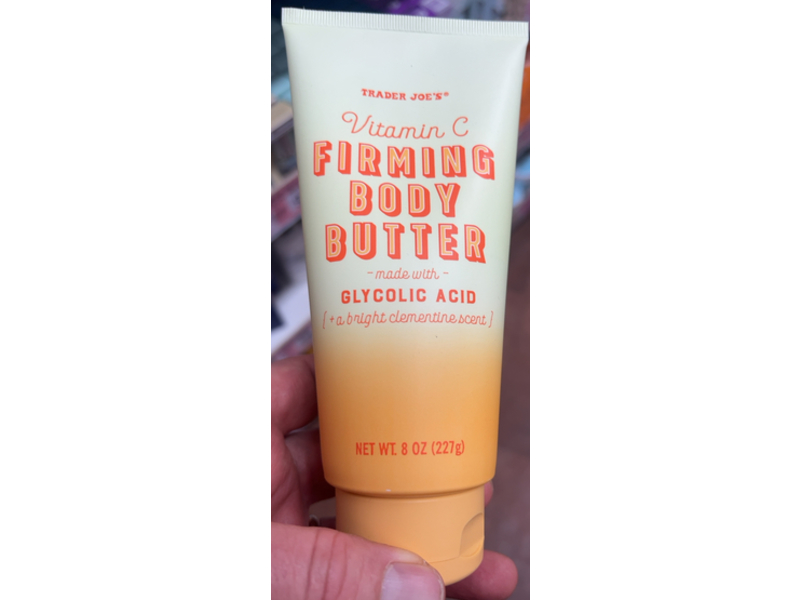 TRADER JOE'S®
Vitamin C
FIRMING
BODY
BUTTER
~made with~
GLYCOLIC ACID
[+a bright clementine scent]
NET WT. 8 OZ (227g)